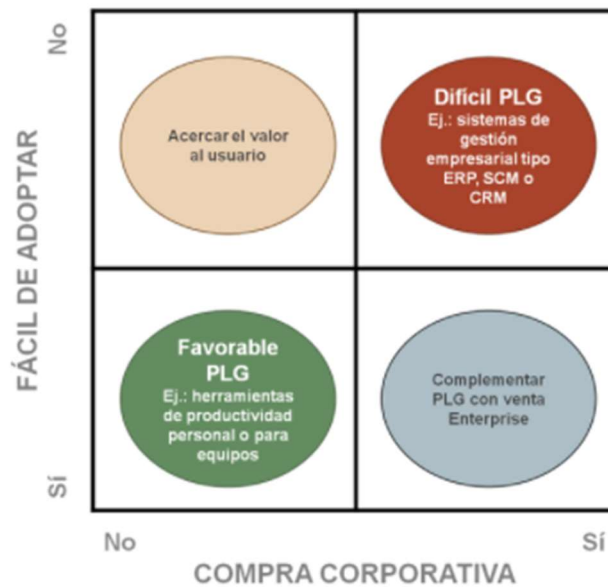 No
Acercar el valor
al usuario
Difícil PLG
Ej.: sistemas de
gestión
empresarial tipo
ERP, SCM o
CRM
FÁCIL DE ADOPTAR
Favorable
PLG
Ej.: herramientas
de productividad
personal o para
equipos
Complementar
PLG con venta
Enterprise
Sí
No
Sí
COMPRA CORPORATIVA